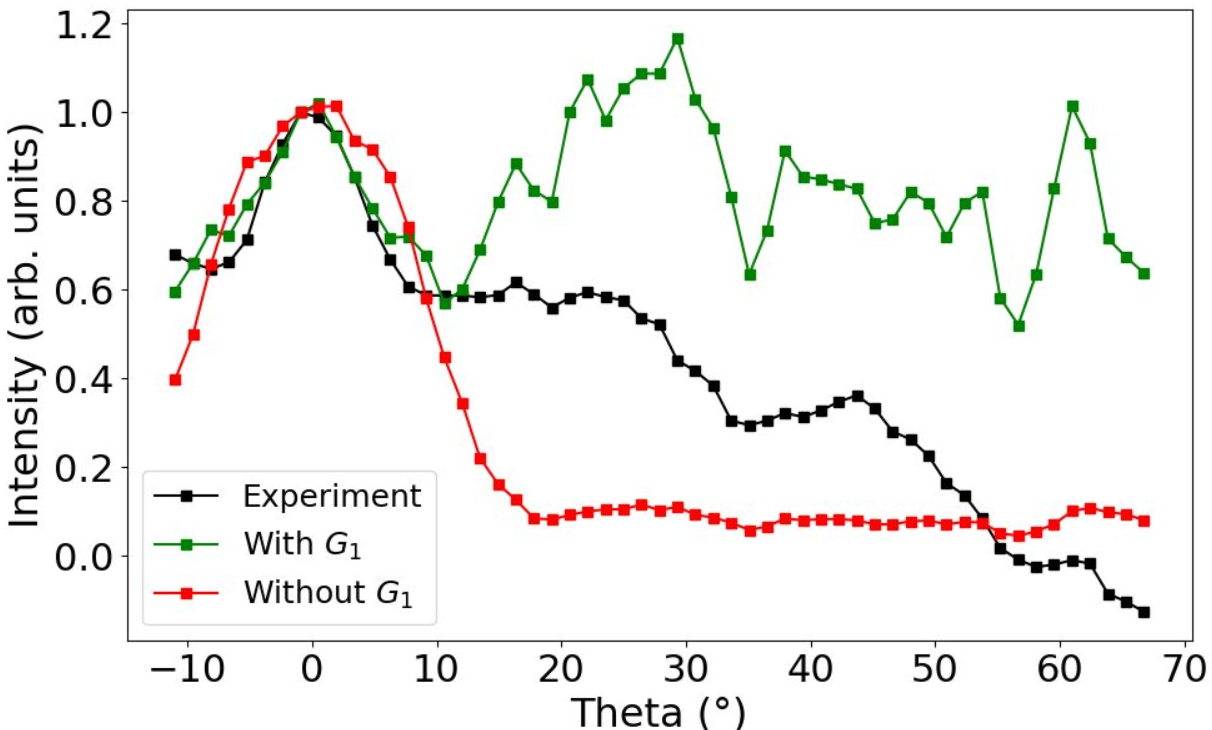 Intensity (arb. units)
1.2
1.0
0.8
0.6
0.4
0.2
0.0
Experiment
With G₁
Without G₁
−10 0 10 20 30 40 50 60 70
Theta (°)